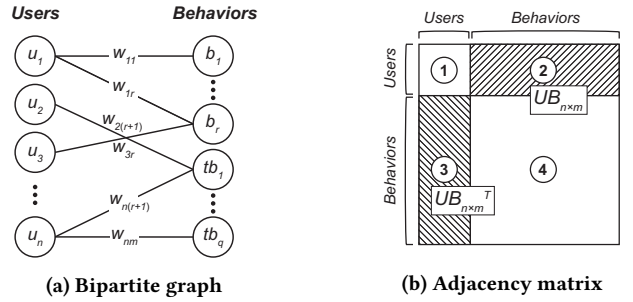 Users Behaviors
u1 w11 b1
w1r
u2 w2(r+1) br
u3 w3r tb1
wn(r+1)
un wnm tbq
(a) Bipartite graph
Users Behaviors
Users 1 2
UBn×m
Behaviors 3 4
UBn×mT
(b) Adjacency matrix